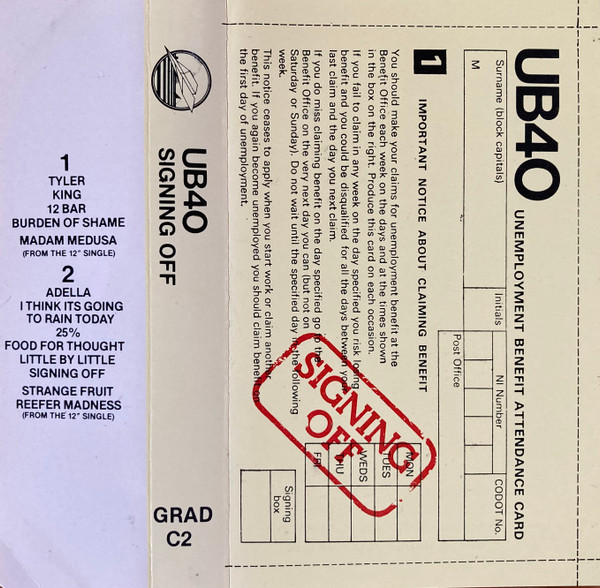 1
TYLER
KING
12 BAR
BURDEN OF SHAME
MADAM MEDUSA
(FROM THE 12" SINGLE)
2
ADELLA
I THINK ITS GOING
TO RAIN TODAY
25%
FOOD FOR THOUGHT
LITTLE BY LITTLE
SIGNING OFF
STRANGE FRUIT
REEFER MADNESS
(FROM THE 12" SINGLE)
UB40
SIGNING OFF
GRAD
C2
UB40 UNEMPLOYMENT BENEFIT ATTENDANCE CARD
Surname (block capitals)
Initials
NI Number
CODOT No.
M
Post Office
1 IMPORTANT NOTICE ABOUT CLAIMING BENEFIT
You should make your claims for unemployment benefit at the
Benefit Office each week on the days and at the times shown
in the box on the right. Produce this card on each occasion.
If you fail to claim in any week on the day specified you risk losing
benefit and you could be disqualified for all the days between your
last claim and the day you next claim.
If you do miss claiming benefit on the day specified go to the
Benefit Office on the very next day you can (but not on
Saturday or Sunday). Do not wait until the specified day in the following
week.
This notice ceases to apply when you start work or claim another
benefit. If you again become unemployed you should claim benefit on
the first day of unemployment.
MON
TUES
WEDS
THU
FRI
Signing
box
SIGNING
OFF